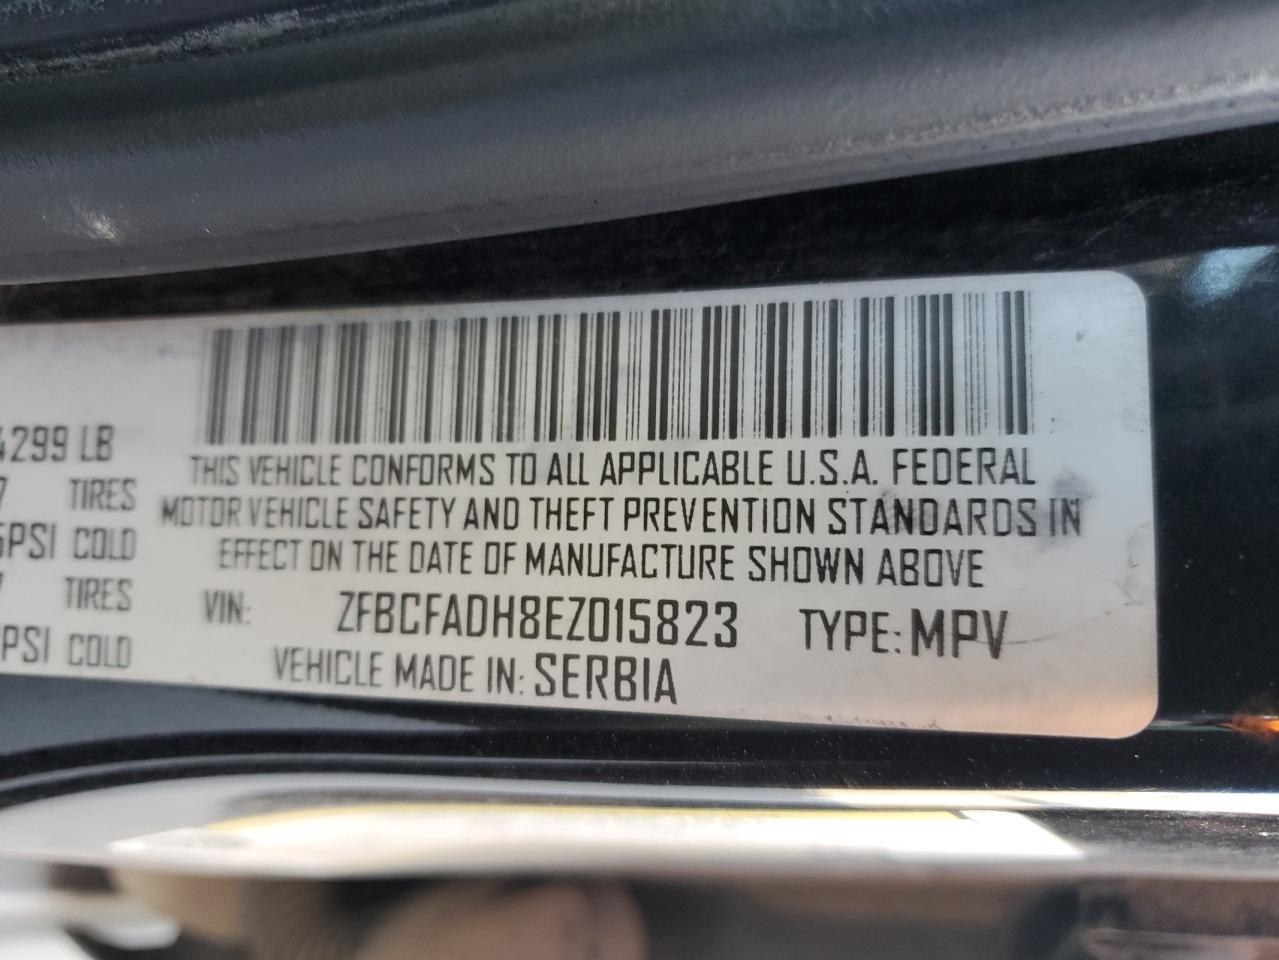 4299 LB
TIRES
PSI COLD
TIRES
PSI COLD
THIS VEHICLE CONFORMS TO ALL APPLICABLE U.S.A. FEDERAL
MOTOR VEHICLE SAFETY AND THEFT PREVENTION STANDARDS IN
EFFECT ON THE DATE OF MANUFACTURE SHOWN ABOVE
VIN: ZFBCFADH8EZ015823 TYPE: MPV
VEHICLE MADE IN: SERBIA